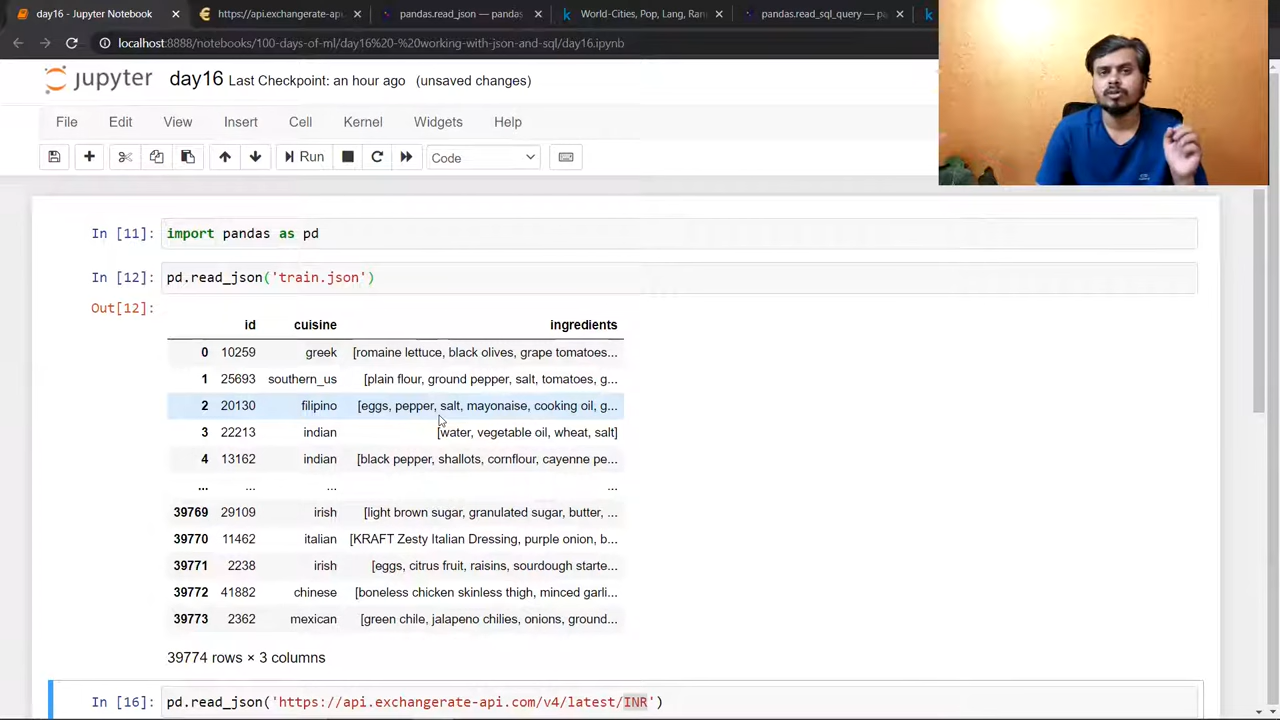 day16 - Jupyter Notebook
https://api.exchangerate-api.co
pandas.read_json — pandas
World-Cities, Pop, Lang, Ran
pandas.read_sql_query — pa
localhost:8888/notebooks/100-days-of-ml/day16%20-%20working-with-json-and-sql/day16.ipynb
jupyter day16 Last Checkpoint: an hour ago (unsaved changes)
File Edit View Insert Cell Kernel Widgets Help
Run Code
In [11]: import pandas as pd
In [12]: pd.read_json('train.json')
Out[12]:
id cuisine ingredients
0 10259 greek [romaine lettuce, black olives, grape tomatoes...
1 25693 southern_us [plain flour, ground pepper, salt, tomatoes, g...
2 20130 filipino [eggs, pepper, salt, mayonaise, cooking oil, g...
3 22213 indian [water, vegetable oil, wheat, salt]
4 13162 indian [black pepper, shallots, cornflour, cayenne pe...
... ... ... ...
39769 29109 irish [light brown sugar, granulated sugar, butter, ...
39770 11462 italian [KRAFT Zesty Italian Dressing, purple onion, b...
39771 2238 irish [eggs, citrus fruit, raisins, sourdough starte...
39772 41882 chinese [boneless chicken skinless thigh, minced garli...
39773 2362 mexican [green chile, jalapeno chilies, onions, ground...
39774 rows × 3 columns
In [16]: pd.read_json('https://api.exchangerate-api.com/v4/latest/INR')